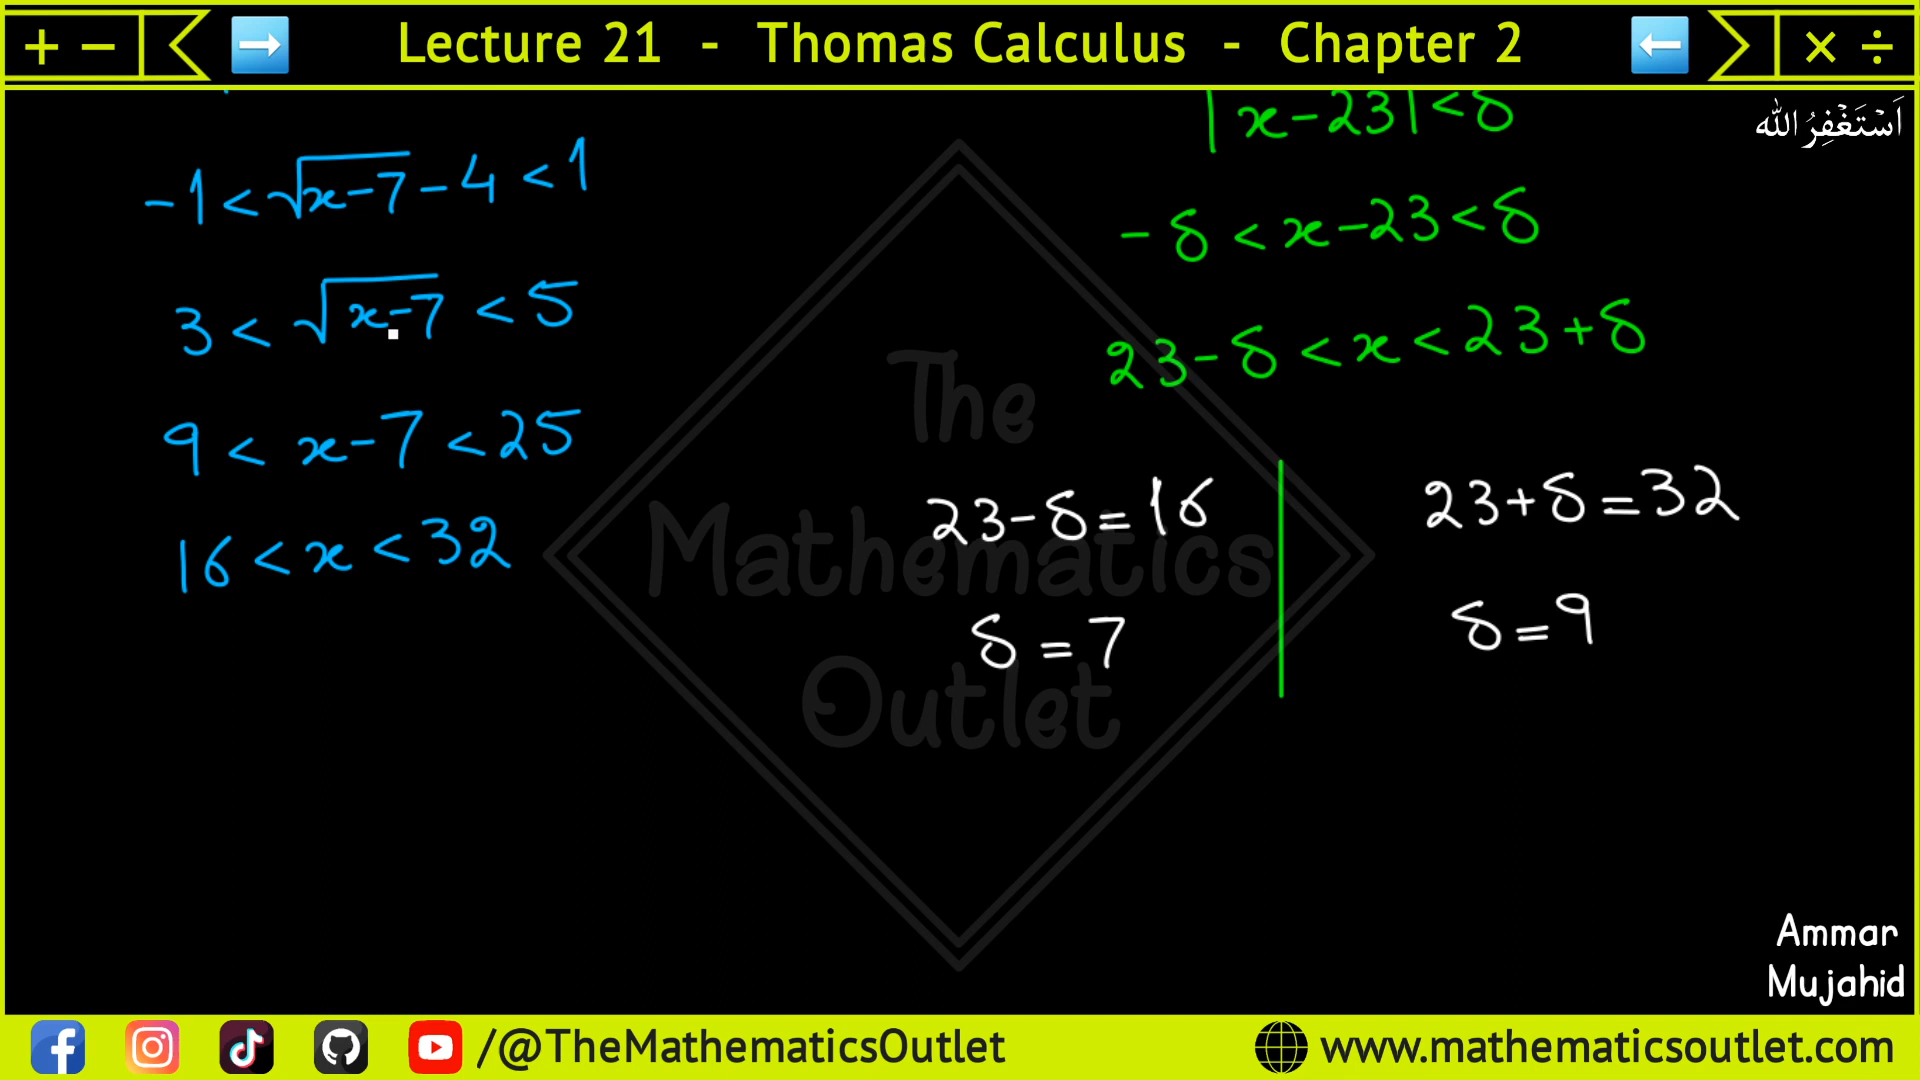 + − Lecture 21 - Thomas Calculus - Chapter 2 × ÷
اَسْتَغْفِرُ اللّٰه
-1 < √(x-7) - 4 < 1
3 < √(x-7) < 5
9 < x-7 < 25
16 < x < 32
|x-23| < δ
-δ < x-23 < δ
23-δ < x < 23+δ
23-δ = 16
δ = 7
23+δ = 32
δ = 9
The
Mathematics
Outlet
Ammar
Mujahid
/@TheMathematicsOutlet www.mathematicsoutlet.com